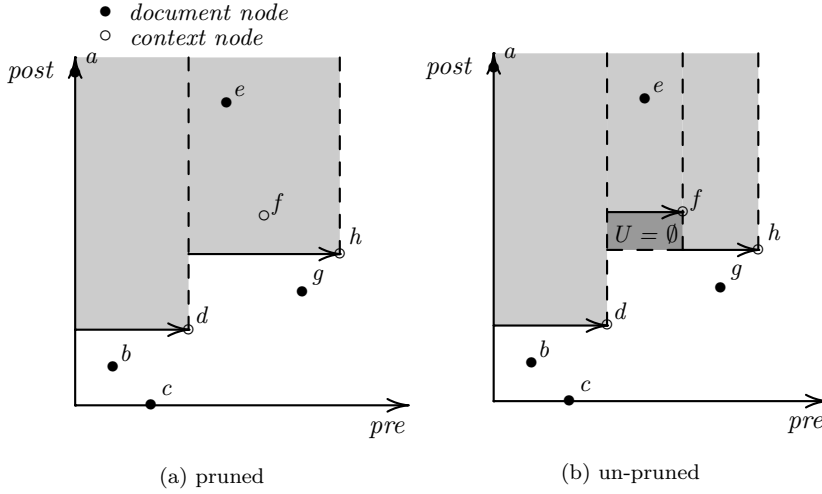 ● document node
○ context node
post
a
e
f
h
g
d
b
c
pre
(a) pruned
post
a
e
f
U = ∅
h
g
d
b
c
pre
(b) un-pruned